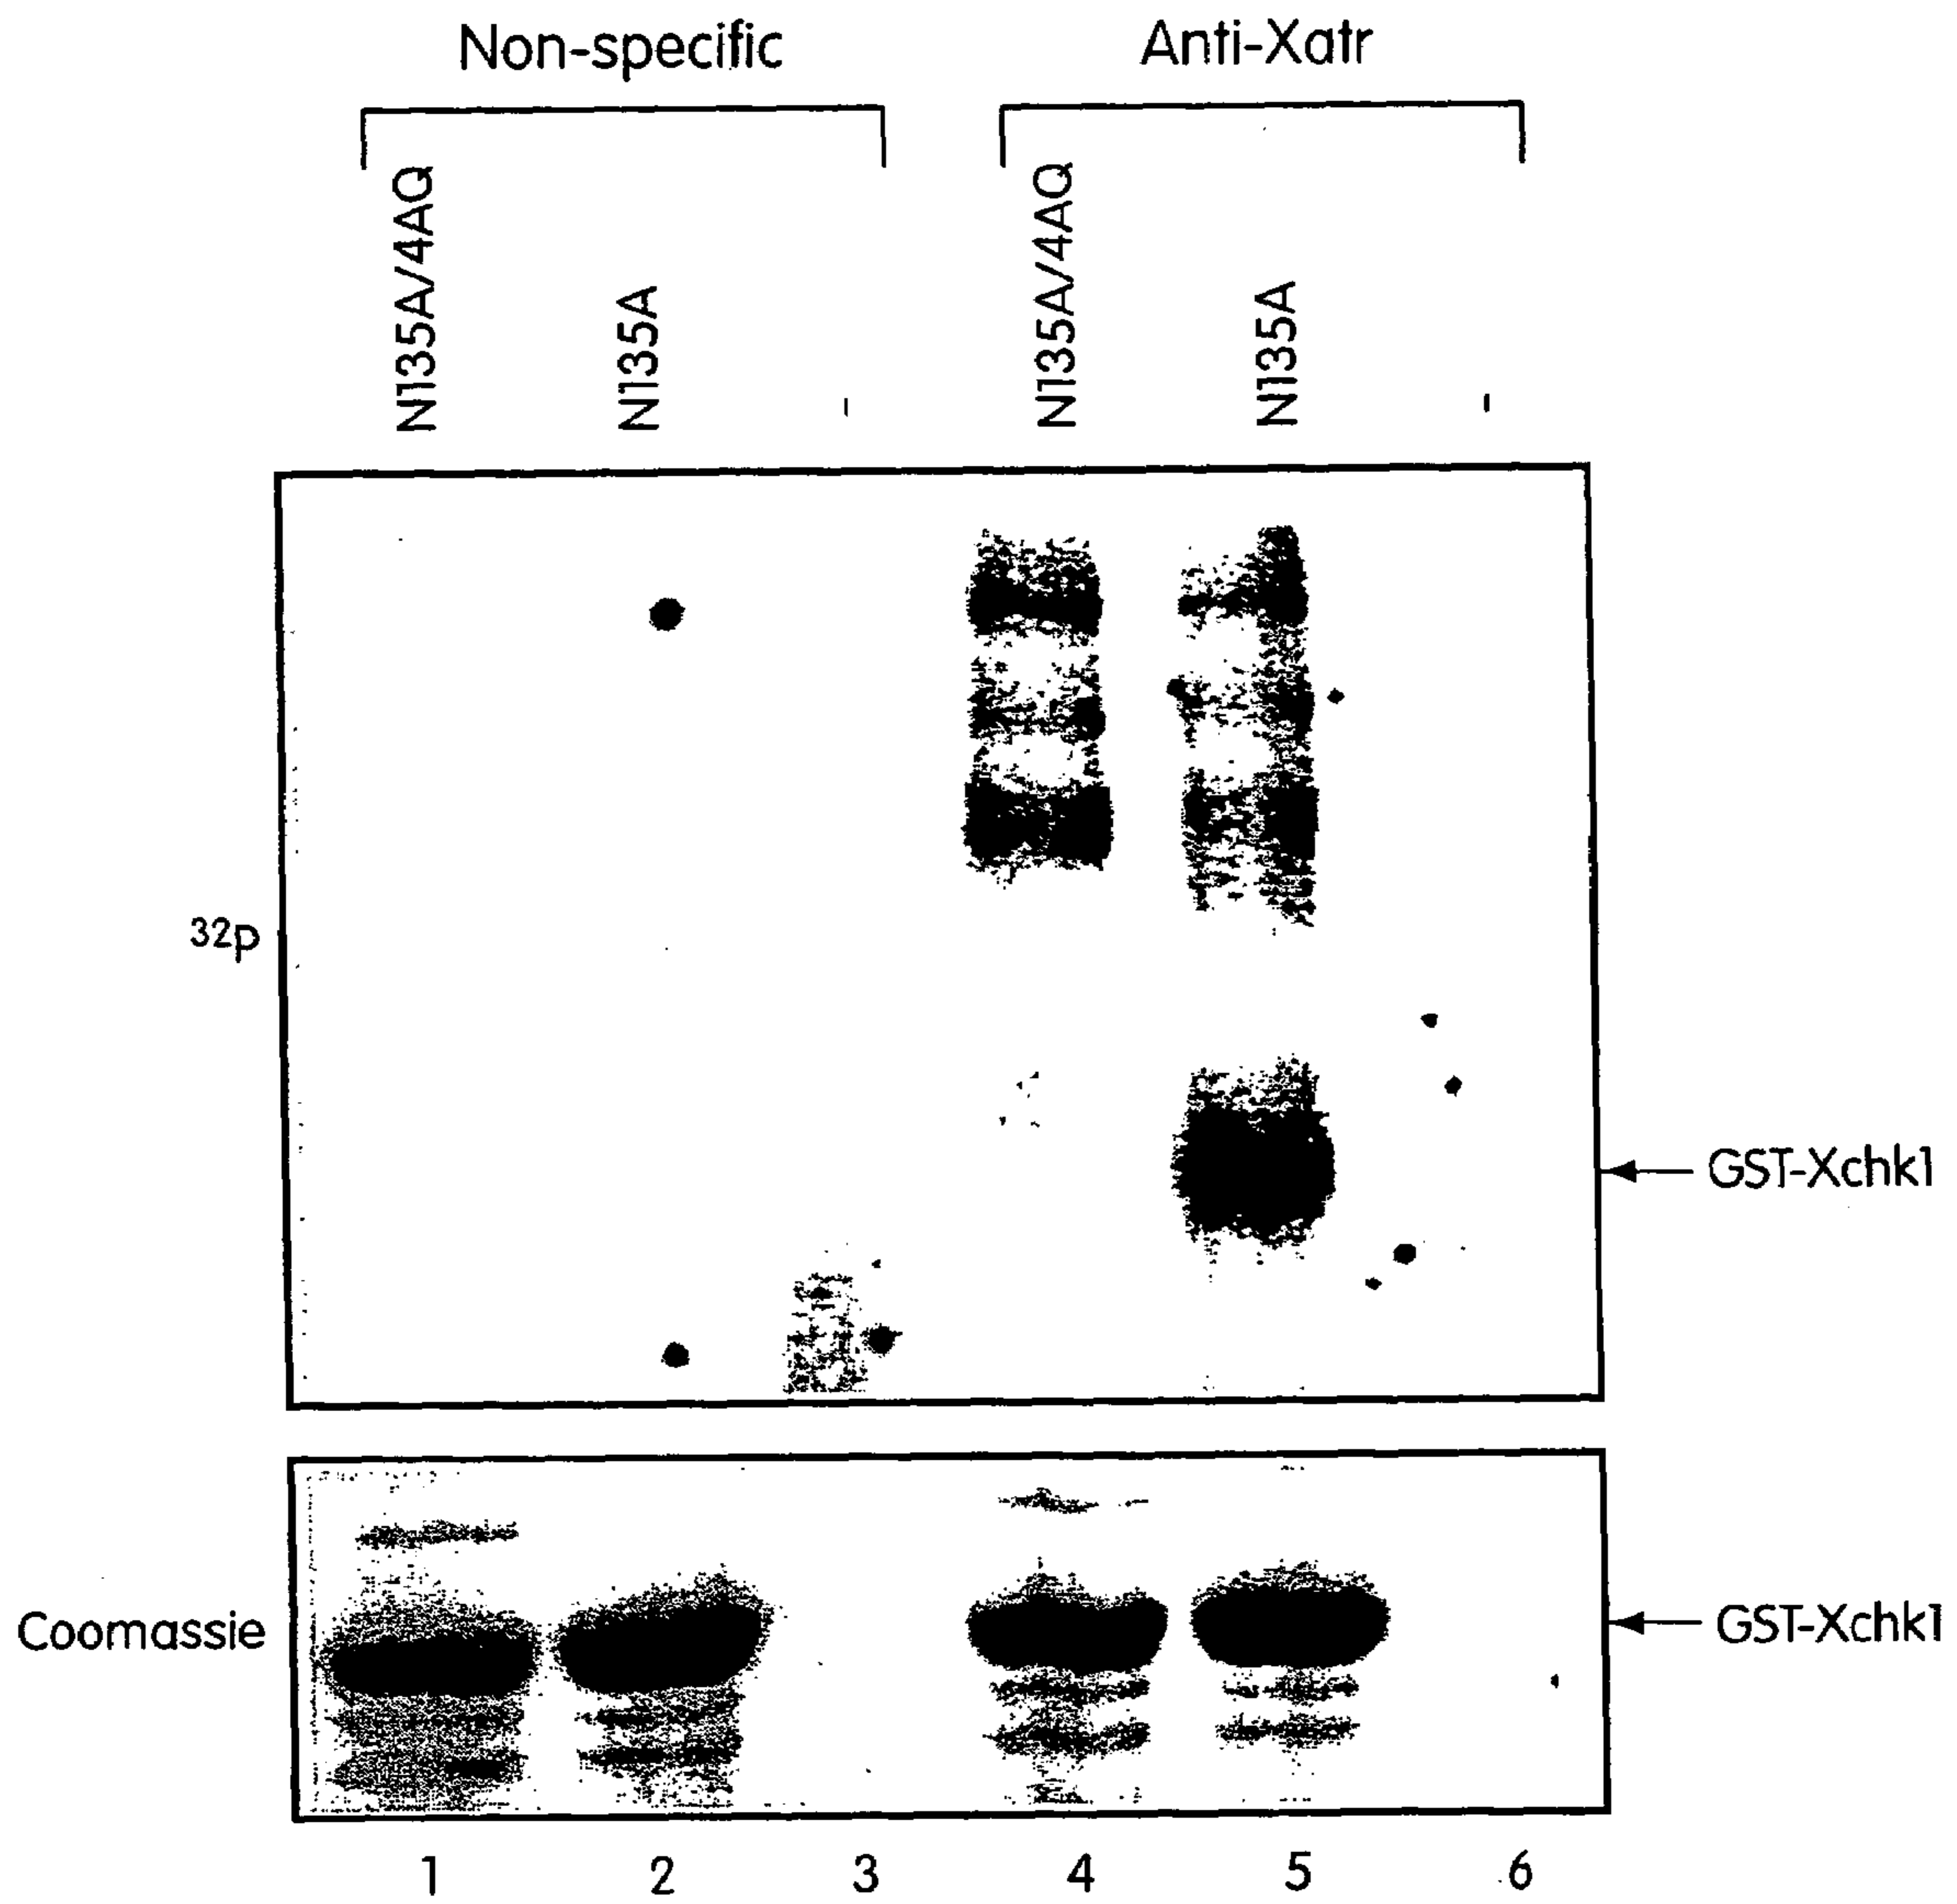 Non-specific Anti-Xatr
N135A/4AQ N135A - N135A/4AQ N135A -
32p
GST-Xchk1
Coomassie
GST-Xchk1
1 2 3 4 5 6